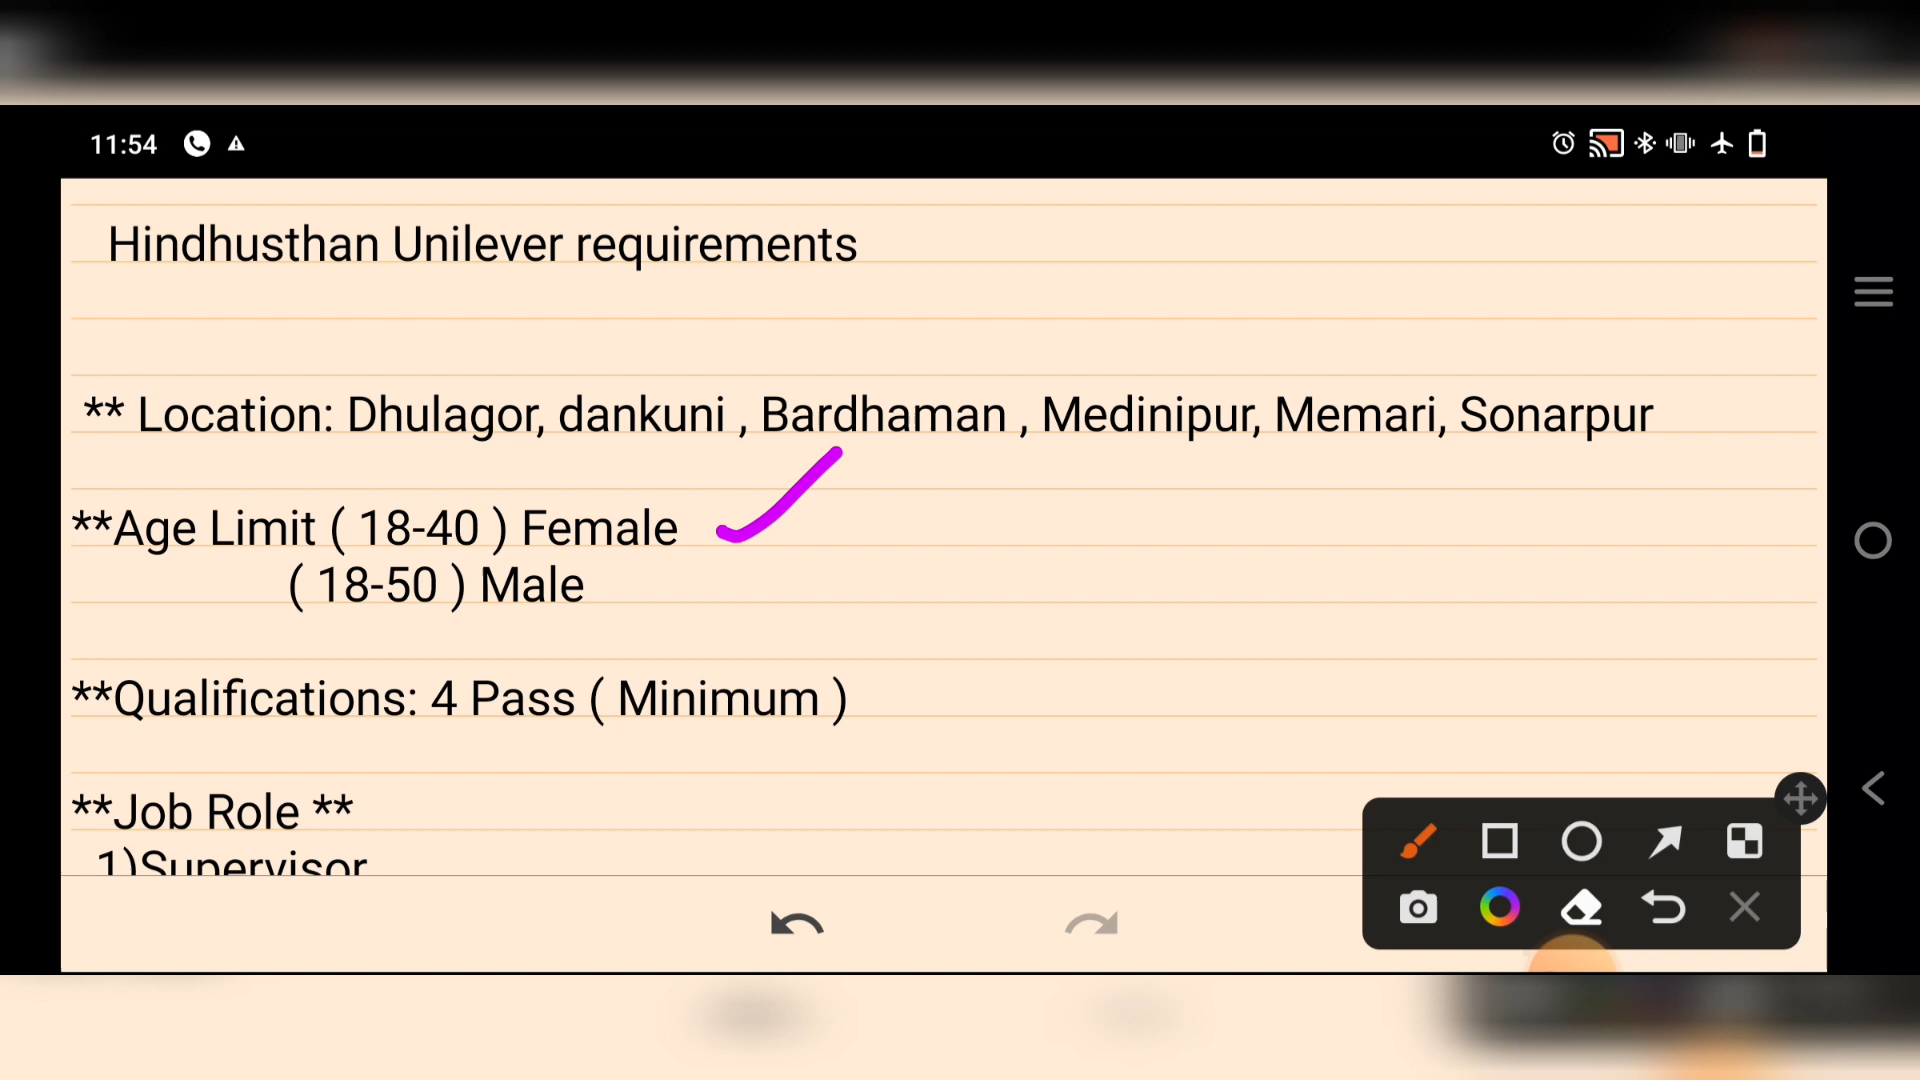 11:54
Hindhusthan Unilever requirements
** Location: Dhulagor, dankuni , Bardhaman , Medinipur, Memari, Sonarpur
**Age Limit ( 18-40 ) Female
( 18-50 ) Male
**Qualifications: 4 Pass ( Minimum )
**Job Role **
1)Supervisor